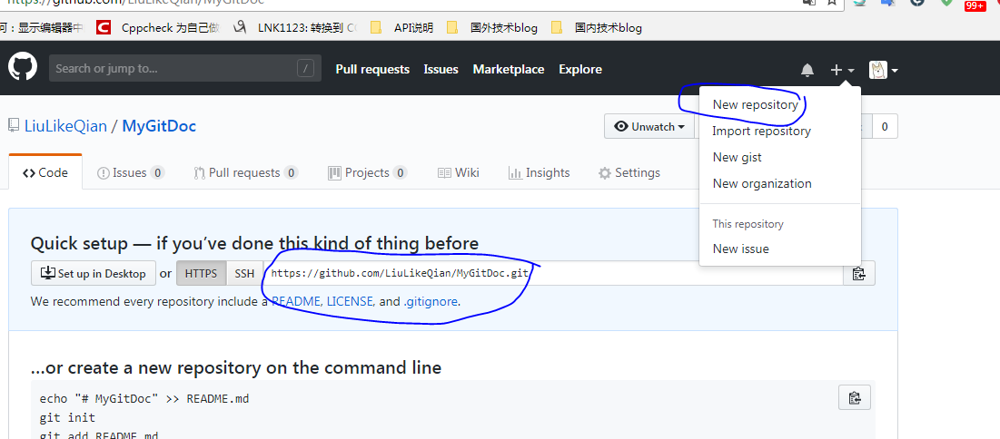 https://github.com/LiuLikeQian/MyGitDoc
99+
显示编辑器中 Cppcheck 为自己做 LNK1123: 转换到 API说明 国外技术blog 国内技术blog
Search or jump to... / Pull requests Issues Marketplace Explore
New repository
Import repository
New gist
New organization
This repository
New issue
LiuLikeQian / MyGitDoc
Unwatch 0
Code Issues 0 Pull requests 0 Projects 0 Wiki Insights Settings
Quick setup — if you've done this kind of thing before
Set up in Desktop or HTTPS SSH https://github.com/LiuLikeQian/MyGitDoc.git
We recommend every repository include a README, LICENSE, and .gitignore.
...or create a new repository on the command line
echo "# MyGitDoc" >> README.md
git init
git add README.md